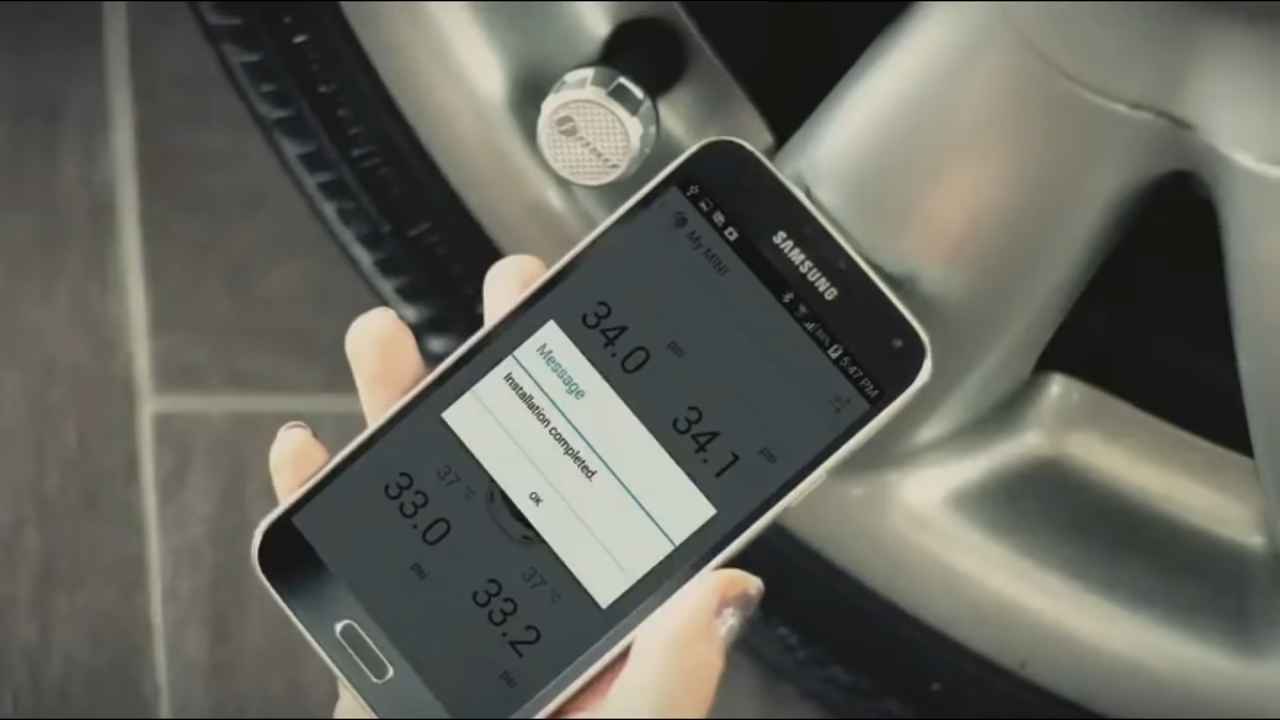 SAMSUNG
5:47 PM
My MINI
34.0 psi
34.1 psi
Message
Installation completed.
OK
37 °C
33.0 psi
37 °C
33.2 psi